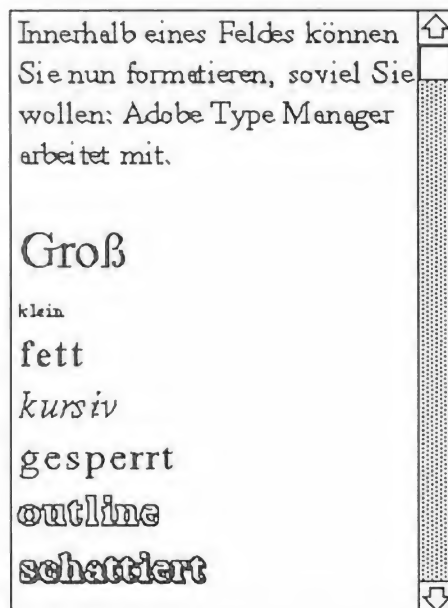 Innerhalb eines Feldes können
Sie nun formatieren, soviel Sie
wollen: Adobe Type Manager
arbeitet mit.
Groß
klein
fett
kursiv
gesperrt
outline
schattiert